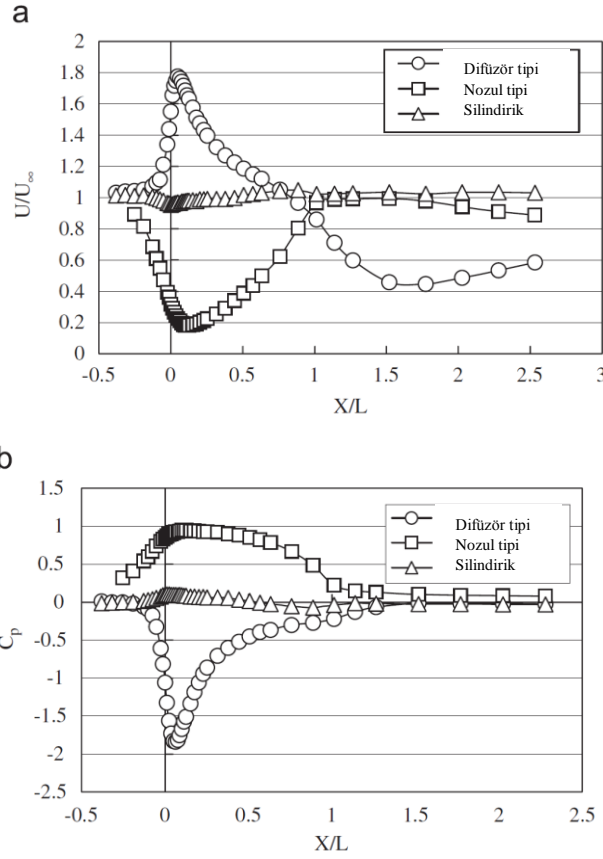 a
2
1.8
1.6
1.4
1.2
1
0.8
0.6
0.4
0.2
0
U/U∞
-0.5 0 0.5 1 1.5 2 2.5 3
X/L
Difüzör tipi
Nozul tipi
Silindirik
b
1.5
1
0.5
0
-0.5
-1
-1.5
-2
-2.5
Cp
-0.5 0 0.5 1 1.5 2 2.5
X/L
Difüzör tipi
Nozul tipi
Silindirik